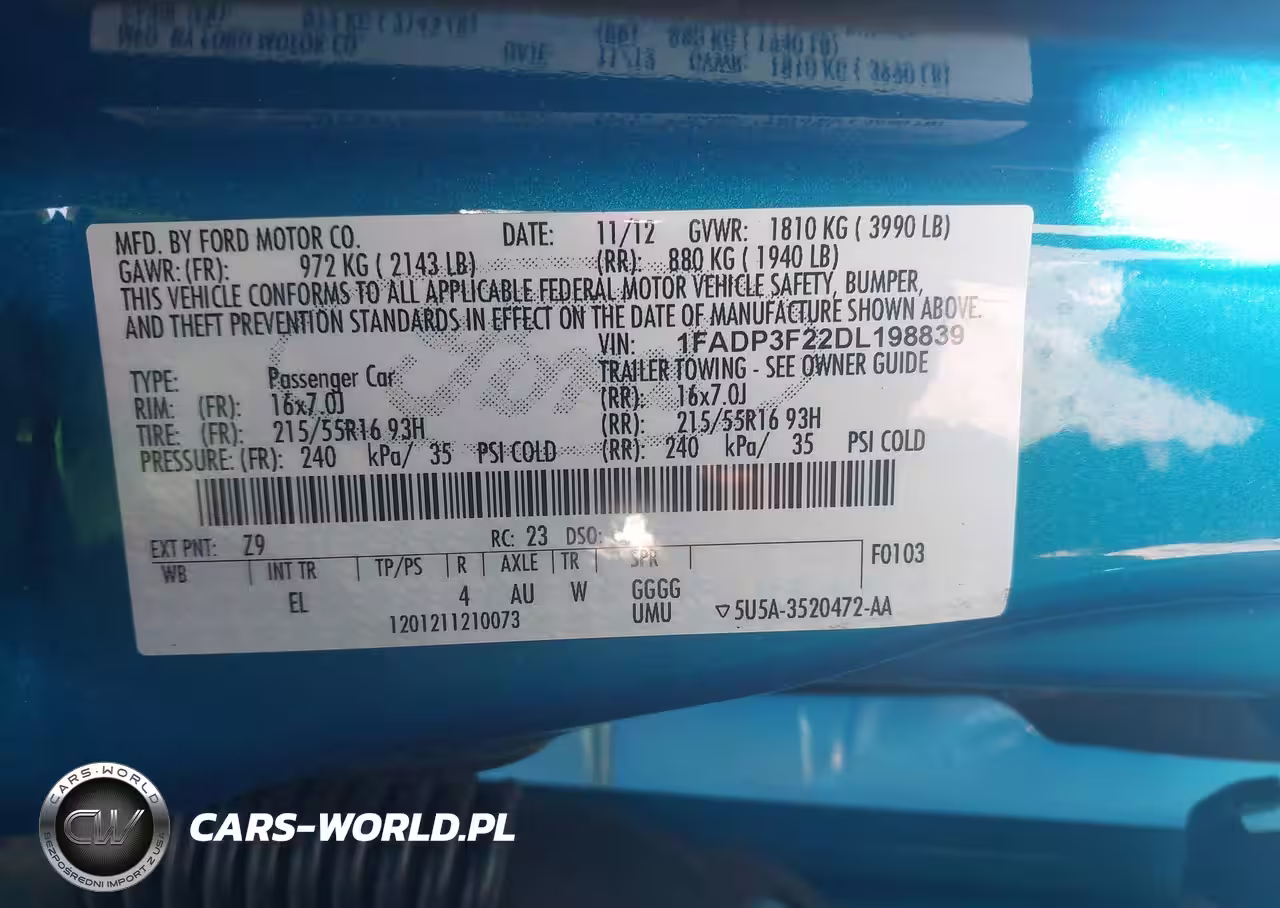 MFD. BY FORD MOTOR CO. DATE: 11/12 GVWR: 1810 KG ( 3990 LB)
GAWR: (FR): 972 KG ( 2143 LB) (RR): 880 KG ( 1940 LB)
THIS VEHICLE CONFORMS TO ALL APPLICABLE FEDERAL MOTOR VEHICLE SAFETY, BUMPER,
AND THEFT PREVENTION STANDARDS IN EFFECT ON THE DATE OF MANUFACTURE SHOWN ABOVE.
VIN: 1FADP3F22DL198839
TYPE: Passenger Car TRAILER TOWING - SEE OWNER GUIDE
RIM: (FR): 16x7.0J (RR): 16x7.0J
TIRE: (FR): 215/55R16 93H (RR): 215/55R16 93H
PRESSURE: (FR): 240 kPa/ 35 PSI COLD (RR): 240 kPa/ 35 PSI COLD
EXT PNT: Z9 RC: 23 DSO:
WB INT TR TP/PS R AXLE TR SPR F0103
EL 4 AU W GGGG
1201211210073 UMU ▽5U5A-3520472-AA
CARS-WORLD
CW
BEZPOŚREDNI IMPORT Z USA
CARS-WORLD.PL